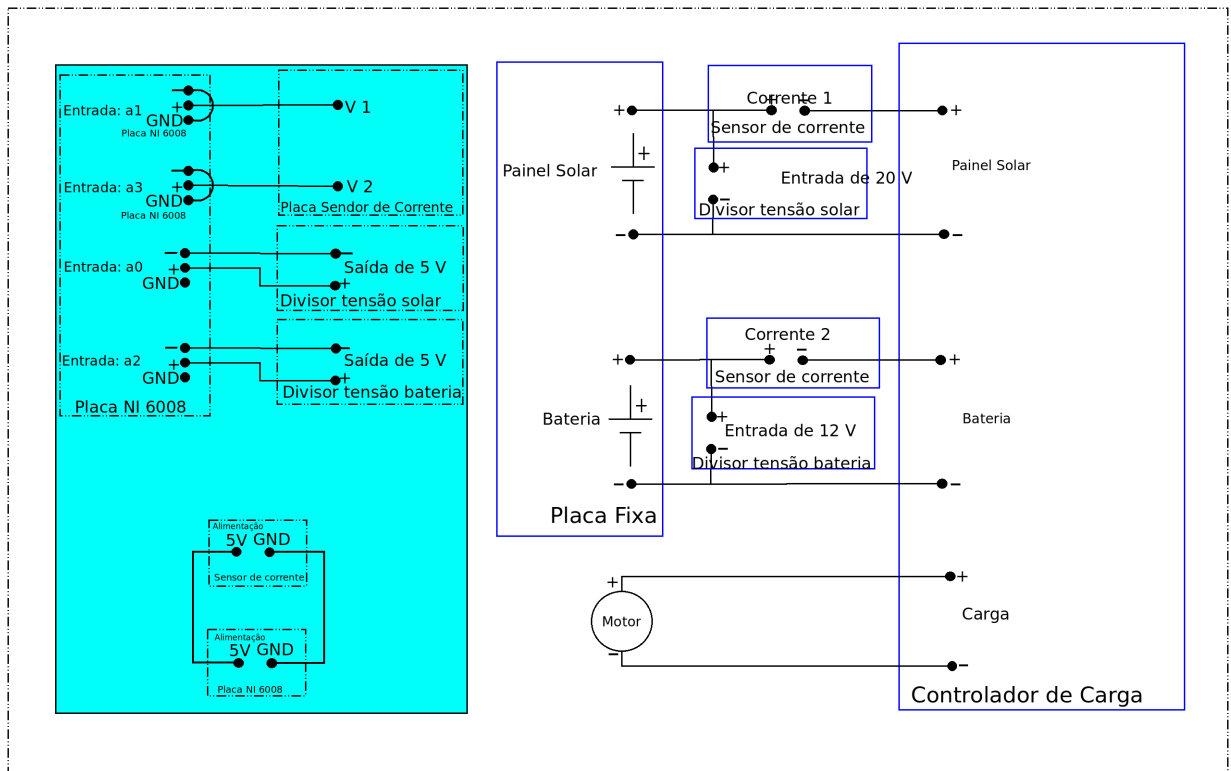 Entrada: a1
−
+
GND
Placa NI 6008
V 1
Entrada: a3
−
+
GND
Placa NI 6008
V 2
Placa Sendor de Corrente
Entrada: a0
−
+
GND
−
Saída de 5 V
+
Divisor tensão solar
Entrada: a2
−
+
GND
−
Saída de 5 V
+
Divisor tensão bateria
Placa NI 6008
Alimentação
5V GND
Sensor de corrente
Alimentação
5V GND
Placa NI 6008
+
Painel Solar
+
−
+
Bateria
+
−
Placa Fixa
Corrente 1
+ −
Sensor de corrente
+
Entrada de 20 V
−
Divisor tensão solar
Corrente 2
+ −
Sensor de corrente
+
Entrada de 12 V
−
Divisor tensão bateria
+
Motor
−
+
Painel Solar
−
+
Bateria
−
+
Carga
−
Controlador de Carga